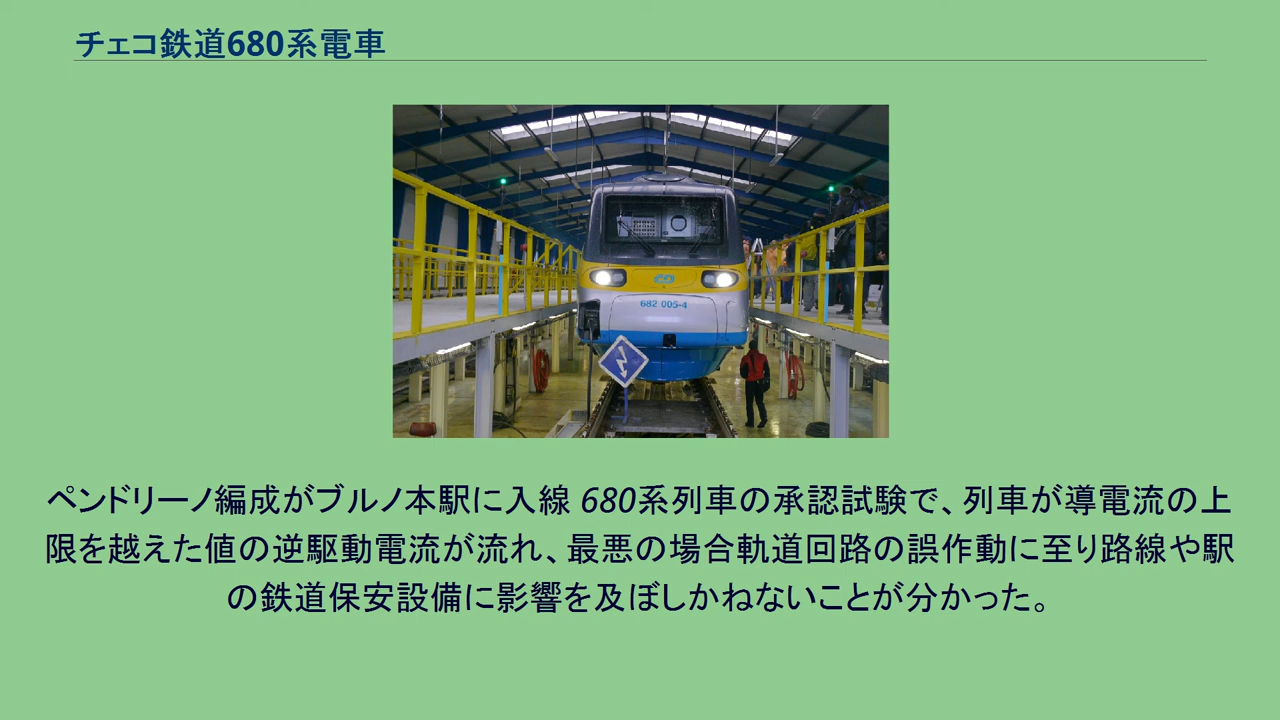 チェコ鉄道680系電車
682 005-4
ペンドリーノ編成がブルノ本駅に入線 680系列車の承認試験で、列車が導電流の上
限を越えた値の逆駆動電流が流れ、最悪の場合軌道回路の誤作動に至り路線や駅
の鉄道保安設備に影響を及ぼしかねないことが分かった。